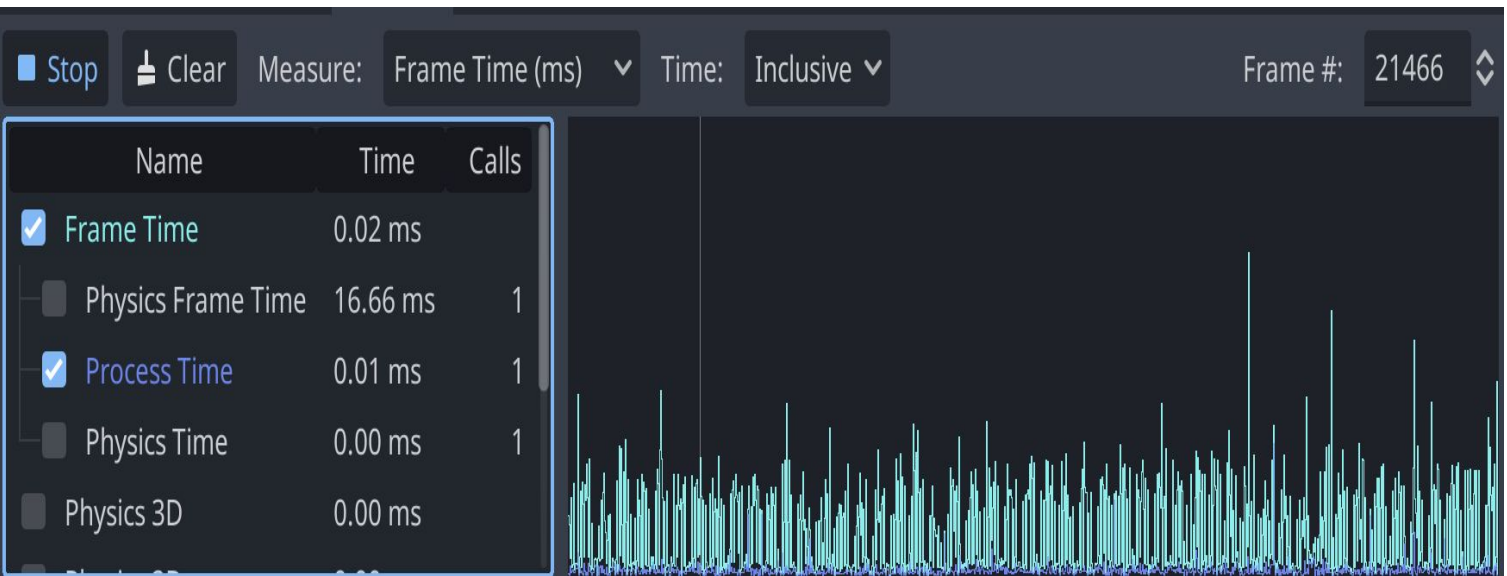 Stop Clear Measure: Frame Time (ms) Time: Inclusive Frame #: 21466
Name Time Calls
Frame Time 0.02 ms
Physics Frame Time 16.66 ms 1
Process Time 0.01 ms 1
Physics Time 0.00 ms 1
Physics 3D 0.00 ms